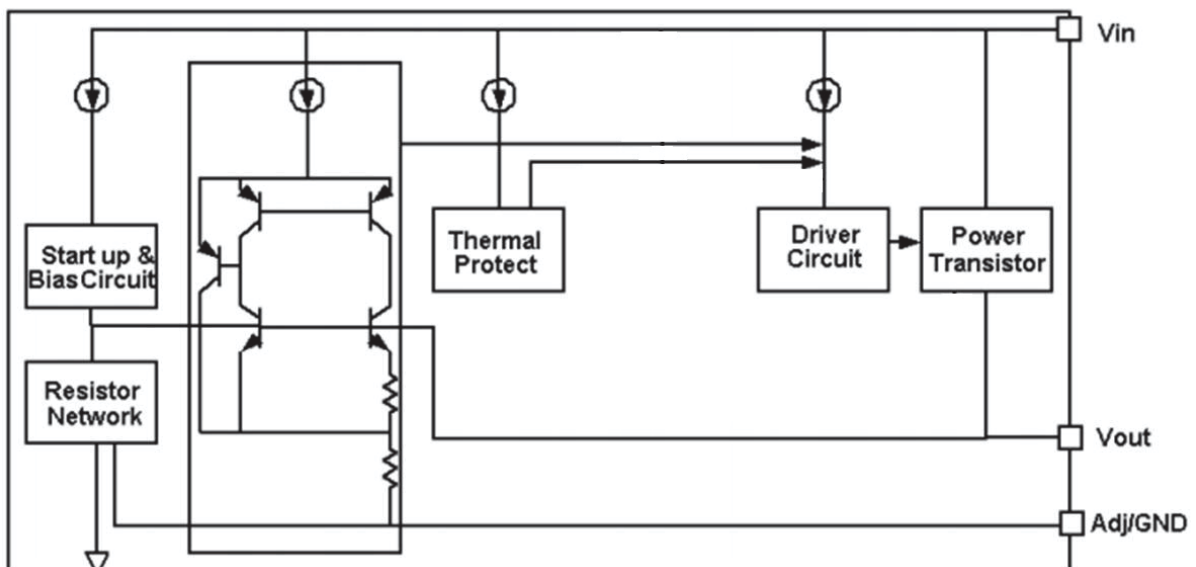 Vin
Start up &
Bias Circuit
Thermal
Protect
Driver
Circuit
Power
Transistor
Resistor
Network
Vout
Adj/GND